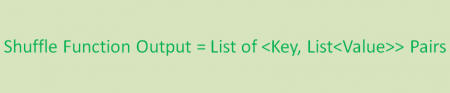 Shuffle Function Output = List of <Key, List<Value>> Pairs